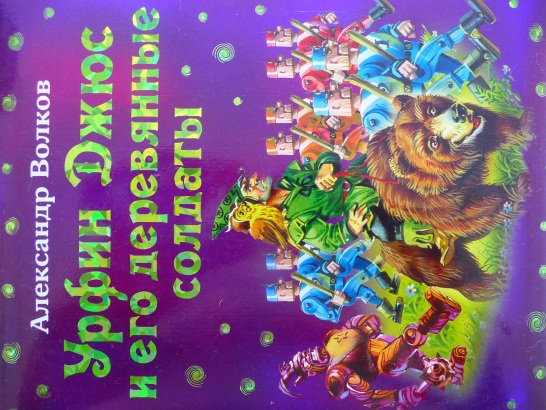 Александр Волков
Урфин Джюс
и его деревянные
солдаты